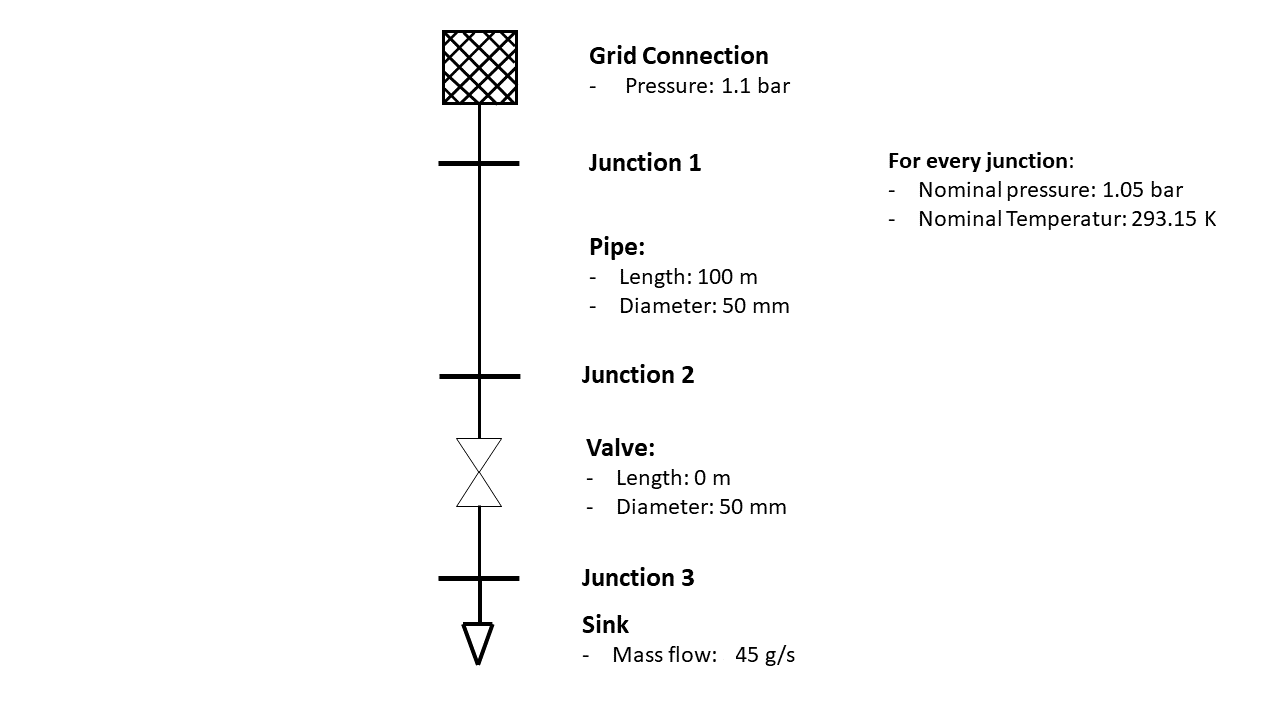 Grid Connection
- Pressure: 1.1 bar
Junction 1
For every junction:
- Nominal pressure: 1.05 bar
- Nominal Temperatur: 293.15 K
Pipe:
- Length: 100 m
- Diameter: 50 mm
Junction 2
Valve:
- Length: 0 m
- Diameter: 50 mm
Junction 3
Sink
- Mass flow: 45 g/s